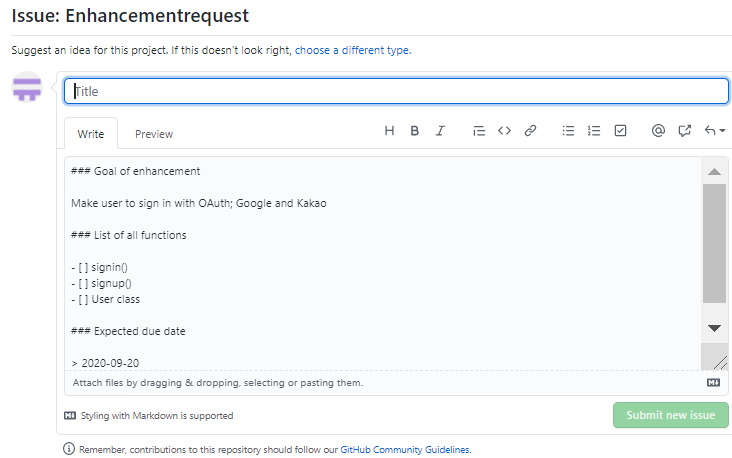 Issue: Enhancementrequest
Suggest an idea for this project. If this doesn't look right, choose a different type.
Title
Write Preview
### Goal of enhancement
Make user to sign in with OAuth; Google and Kakao
### List of all functions
- [ ] signin()
- [ ] signup()
- [ ] User class
### Expected due date
> 2020-09-20
Attach files by dragging & dropping, selecting or pasting them.
Styling with Markdown is supported
Submit new issue
Remember, contributions to this repository should follow our GitHub Community Guidelines.